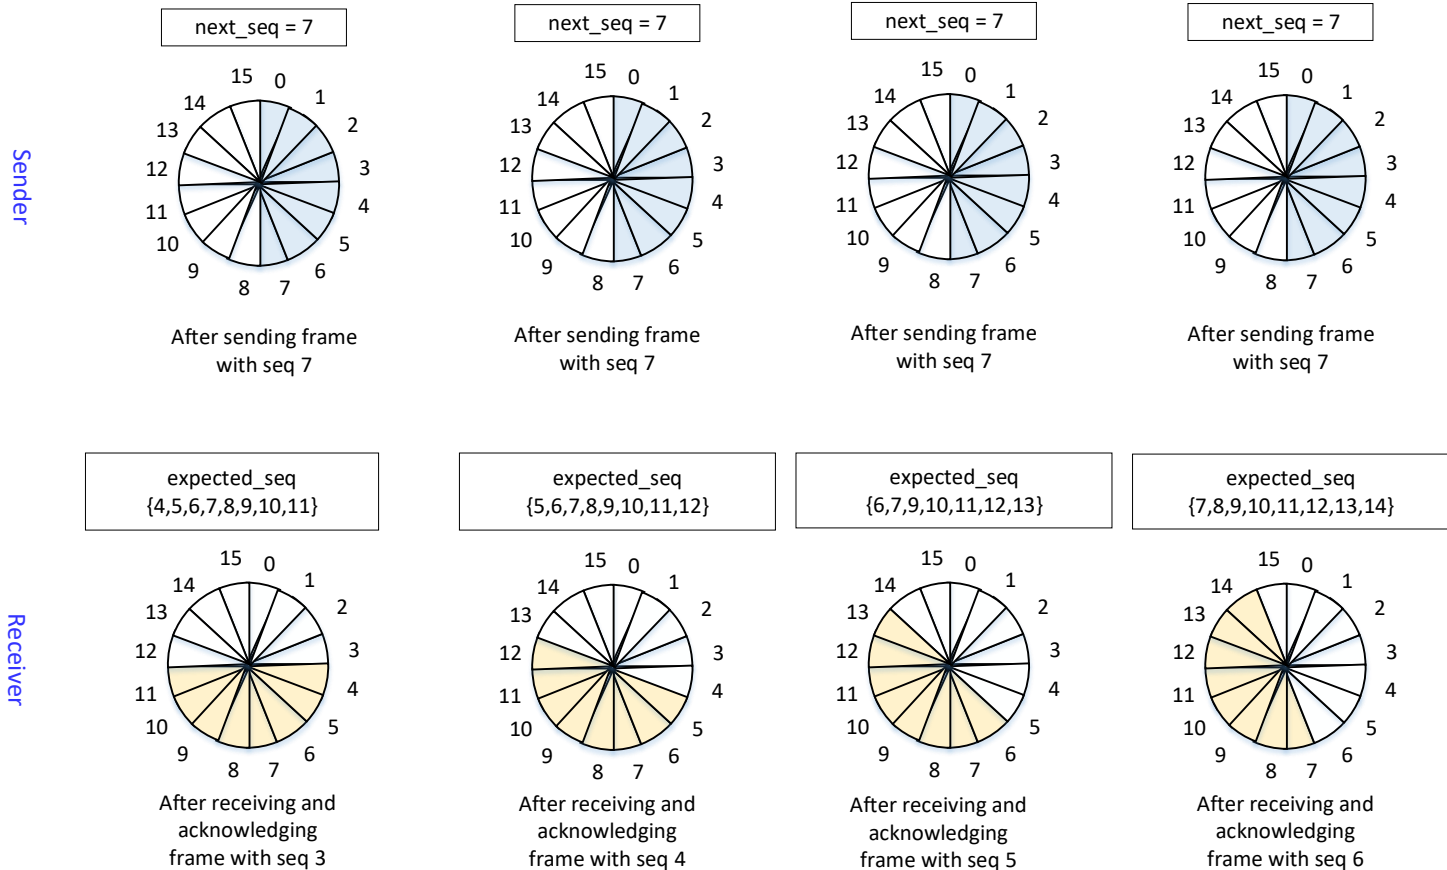 next_seq = 7
next_seq = 7
next_seq = 7
next_seq = 7
Sender
15 0 1 2 3 4 5 6 7 8 9 10 11 12 13 14
15 0 1 2 3 4 5 6 7 8 9 10 11 12 13 14
15 0 1 2 3 4 5 6 7 8 9 10 11 12 13 14
15 0 1 2 3 4 5 6 7 8 9 10 11 12 13 14
After sending frame
with seq 7
After sending frame
with seq 7
After sending frame
with seq 7
After sending frame
with seq 7
expected_seq
{4,5,6,7,8,9,10,11}
expected_seq
{5,6,7,8,9,10,11,12}
expected_seq
{6,7,9,10,11,12,13}
expected_seq
{7,8,9,10,11,12,13,14}
Receiver
15 0 1 2 3 4 5 6 7 8 9 10 11 12 13 14
15 0 1 2 3 4 5 6 7 8 9 10 11 12 13 14
15 0 1 2 3 4 5 6 7 8 9 10 11 12 13 14
15 0 1 2 3 4 5 6 7 8 9 10 11 12 13 14
After receiving and
acknowledging
frame with seq 3
After receiving and
acknowledging
frame with seq 4
After receiving and
acknowledging
frame with seq 5
After receiving and
acknowledging
frame with seq 6